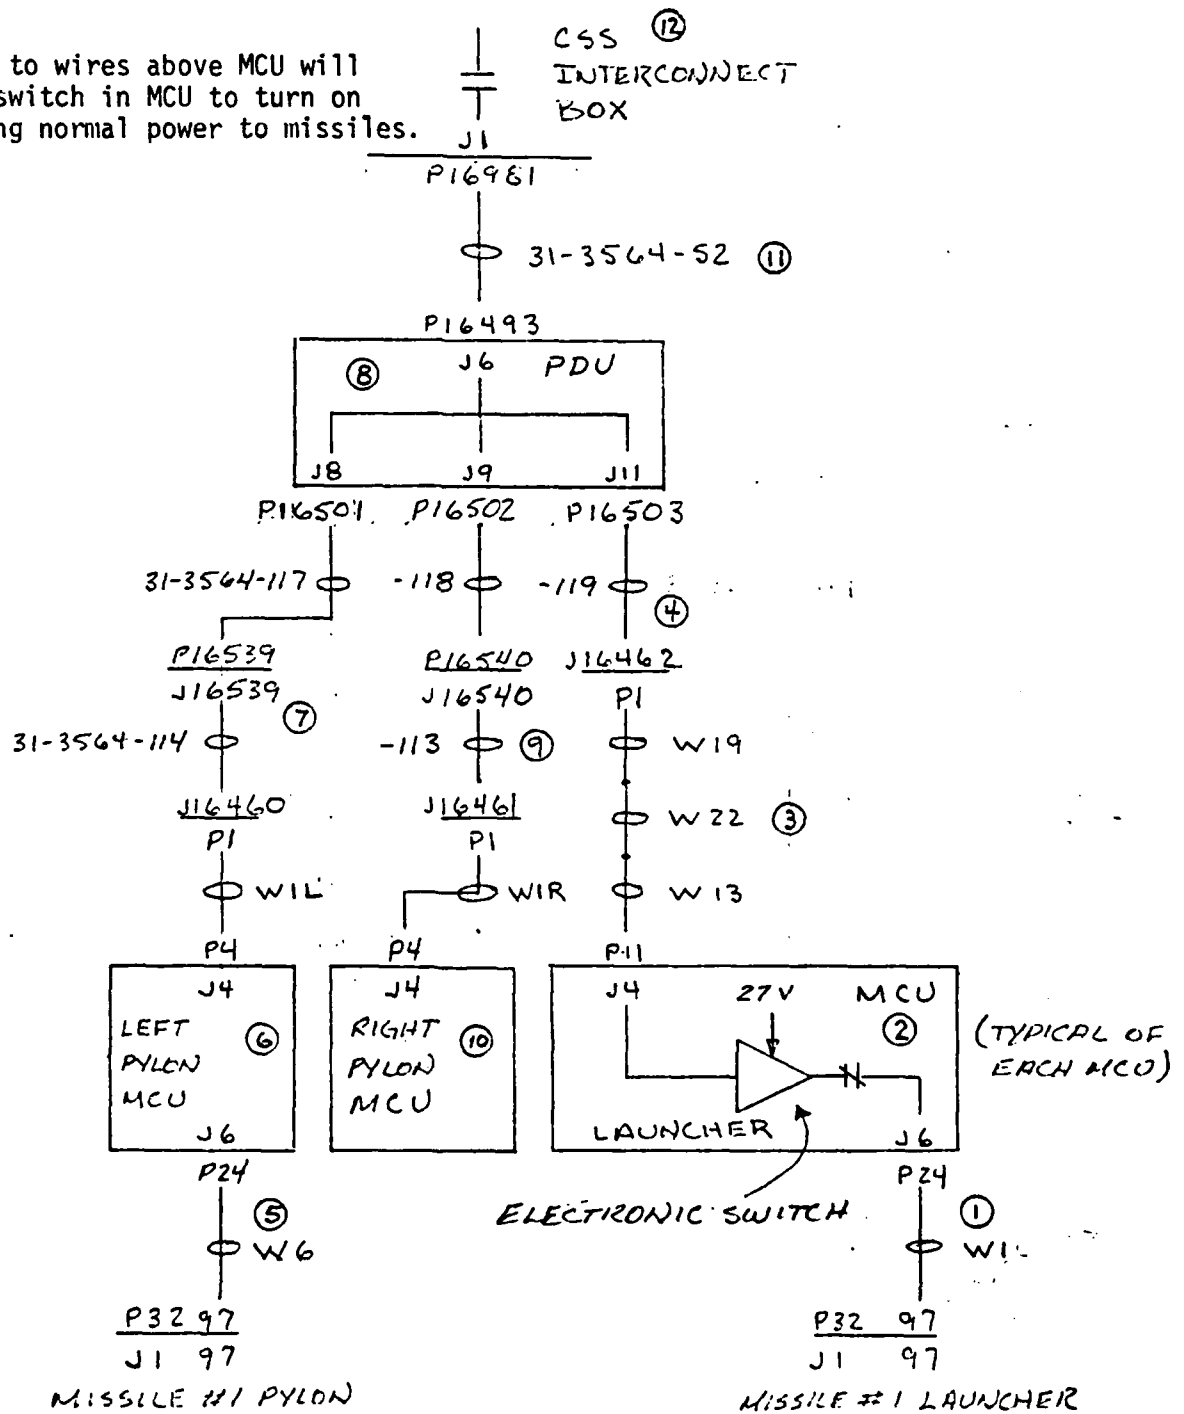 to wires above MCU will
switch in MCU to turn on
ng normal power to missiles.
CSS 12
INTERCONNECT
BOX
J1
P16981
31-3564-52 11
P16493
8 J6 PDU
J8 J9 J11
P16501 P16502 P16503
31-3564-117 -118 -119
4
P16539 P16540 J16462
J16539 J16540 P1
7
31-3564-114 -113 9 W19
J16460 J16461 W22 3
P1 P1
W1L W1R W13
P4 P4 P11
J4 J4 J4 27V MCU
2
LEFT 6 RIGHT 10
PYLON PYLON
MCU MCU
(TYPICAL OF
EACH MCU)
J6 LAUNCHER J6
P24 P24
ELECTRONIC SWITCH
5 1
W6 W1
P32 97 P32 97
J1 97 J1 97
MISSILE #1 PYLON MISSILE #1 LAUNCHER